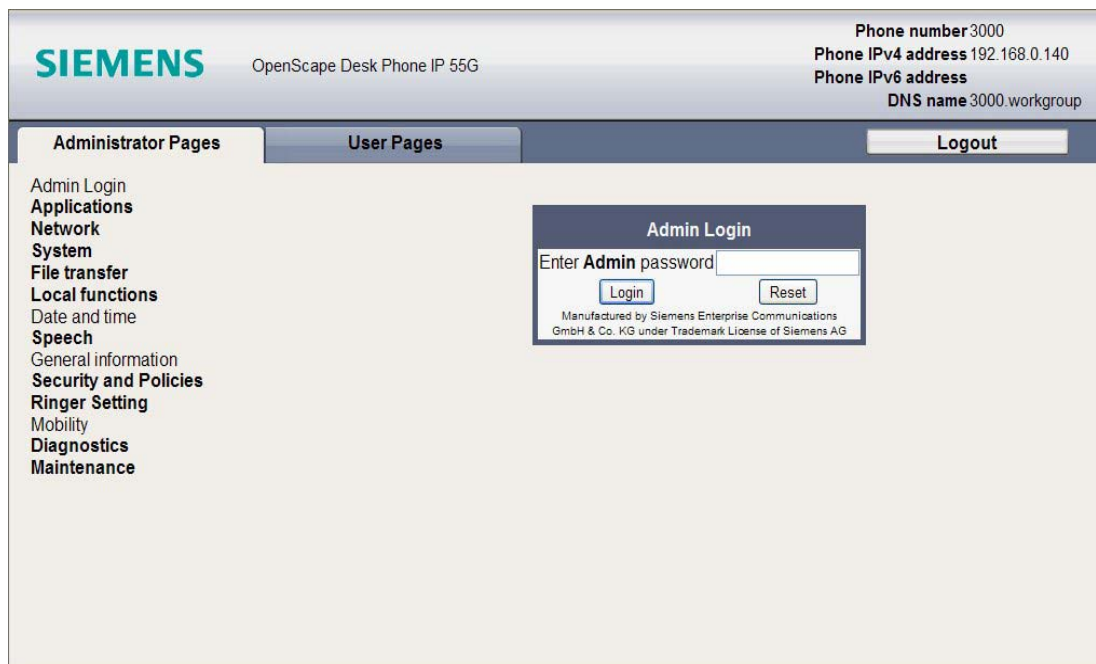 SIEMENS
OpenScape Desk Phone IP 55G
Phone number 3000
Phone IPv4 address 192.168.0.140
Phone IPv6 address
DNS name 3000.workgroup
Administrator Pages
User Pages
Logout
Admin Login
Applications
Network
System
File transfer
Local functions
Date and time
Speech
General information
Security and Policies
Ringer Setting
Mobility
Diagnostics
Maintenance
Admin Login
Enter Admin password
Login
Reset
Manufactured by Siemens Enterprise Communications
GmbH & Co. KG under Trademark License of Siemens AG